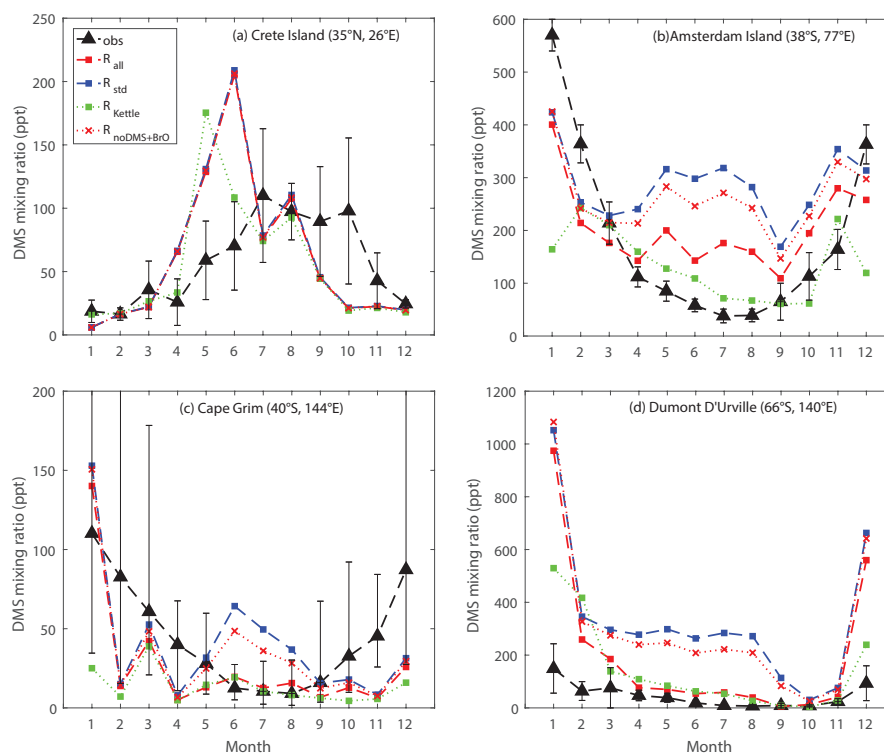 (a) Crete Island (35°N, 26°E)
obs
R all
R std
R Kettle
R noDMS+BrO
DMS mixing ratio (ppt)
250
200
150
100
50
0
1 2 3 4 5 6 7 8 9 10 11 12
(b)Amsterdam Island (38°S, 77°E)
DMS mixing ratio (ppt)
600
500
400
300
200
100
0
1 2 3 4 5 6 7 8 9 10 11 12
(c) Cape Grim (40°S, 144°E)
DMS mixing ratio (ppt)
200
150
100
50
0
1 2 3 4 5 6 7 8 9 10 11 12
Month
(d) Dumont D'Urville (66°S, 140°E)
DMS mixing ratio (ppt)
1200
1000
800
600
400
200
0
1 2 3 4 5 6 7 8 9 10 11 12
Month